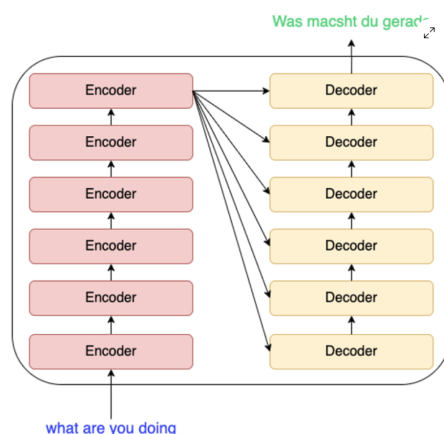 Was macsht du gerade
Encoder
Decoder
Encoder
Decoder
Encoder
Decoder
Encoder
Decoder
Encoder
Decoder
Encoder
Decoder
what are you doing